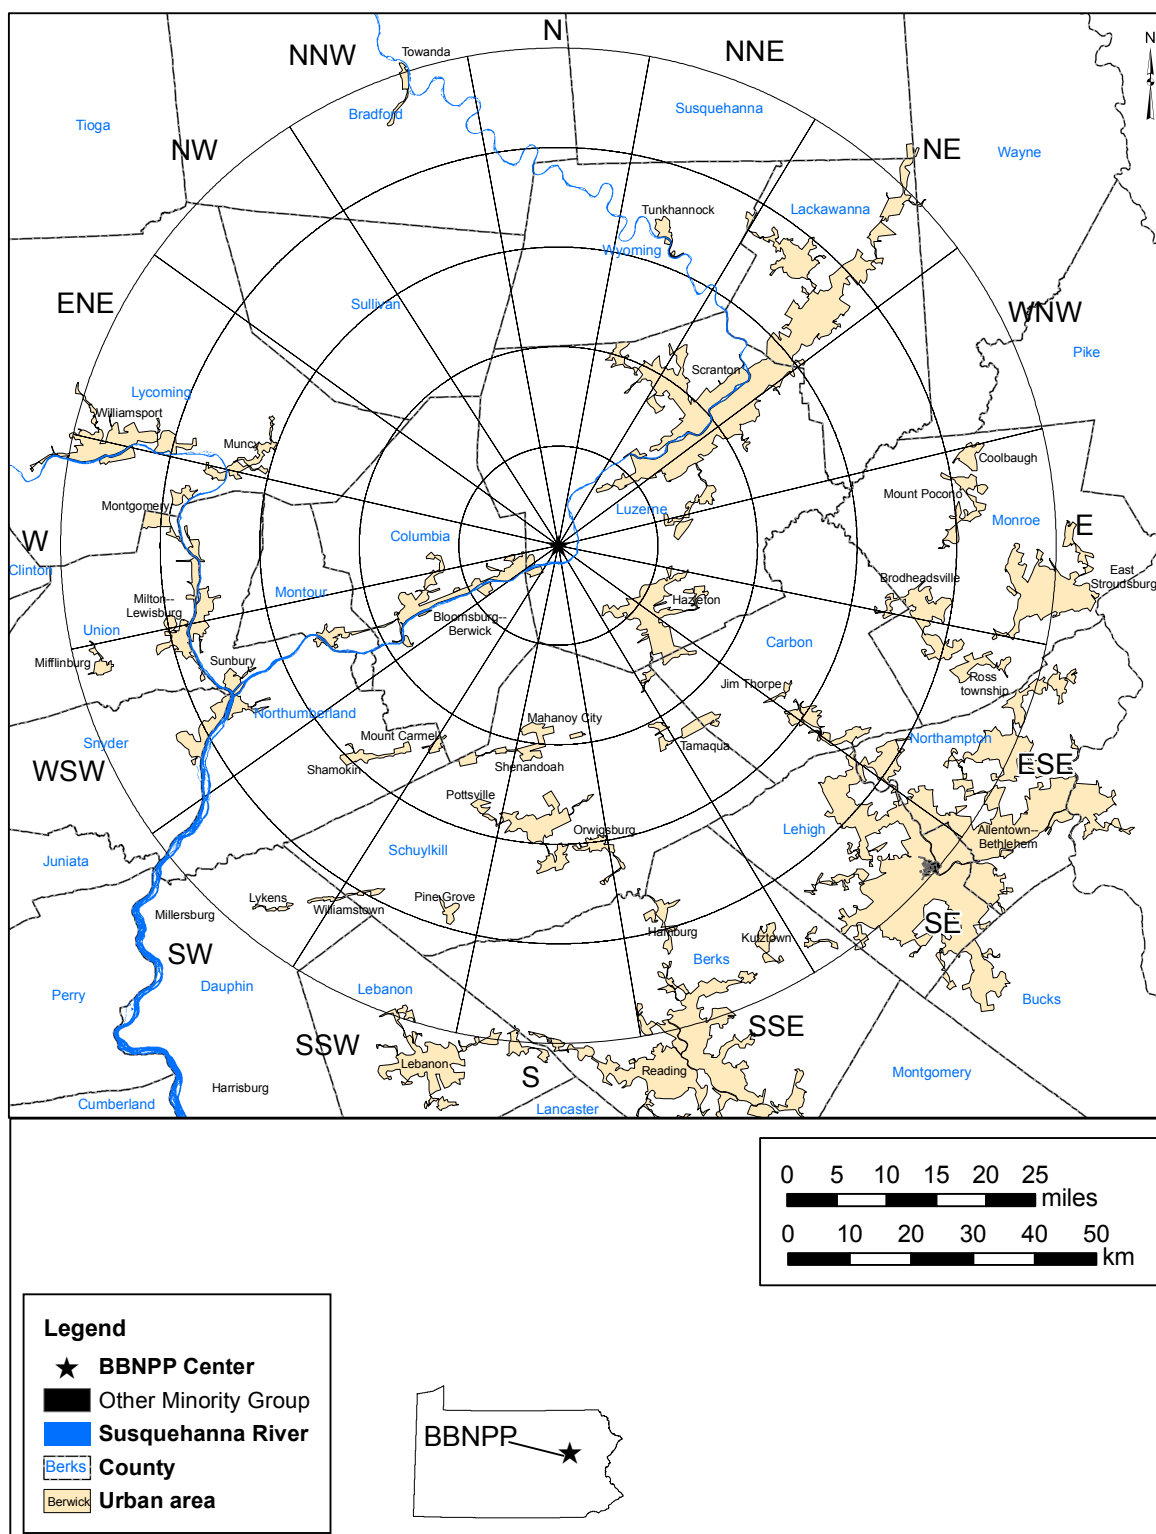 N
NNW
Towanda
NNE
N
Bradford
Susquehanna
Tioga
NW
NE
Wayne
Tunkhannock
Lackawanna
Wyoming
ENE
Sullivan
WNW
Pike
Scranton
Lycoming
Williamsport
Muncy
Coolbaugh
Mount Pocono
Montgomery
Luzerne
Monroe
W
Columbia
E
Clinton
East
Stroudsburg
Brodheadsville
Montour
Milton--
Lewisburg
Hazleton
Bloomsburg--
Berwick
Union
Carbon
Mifflinburg
Sunbury
Ross
township
Jim Thorpe
Northumberland
Mahanoy City
Snyder
Mount Carmel
Tamaqua
Northampton
WSW
Shamokin
Shenandoah
ESE
Pottsville
Orwigsburg
Lehigh
Allentown--
Bethlehem
Juniata
Schuylkill
Lykens
Williamstown
Pine Grove
Millersburg
Hamburg
Kutztown
SE
SW
Berks
Perry
Dauphin
Lebanon
Bucks
SSW
SSE
S
Lebanon
Reading
Montgomery
Harrisburg
Cumberland
Lancaster
0 5 10 15 20 25
miles
0 10 20 30 40 50
km
Legend
BBNPP Center
Other Minority Group
Susquehanna River
Berks County
Berwick Urban area
BBNPP